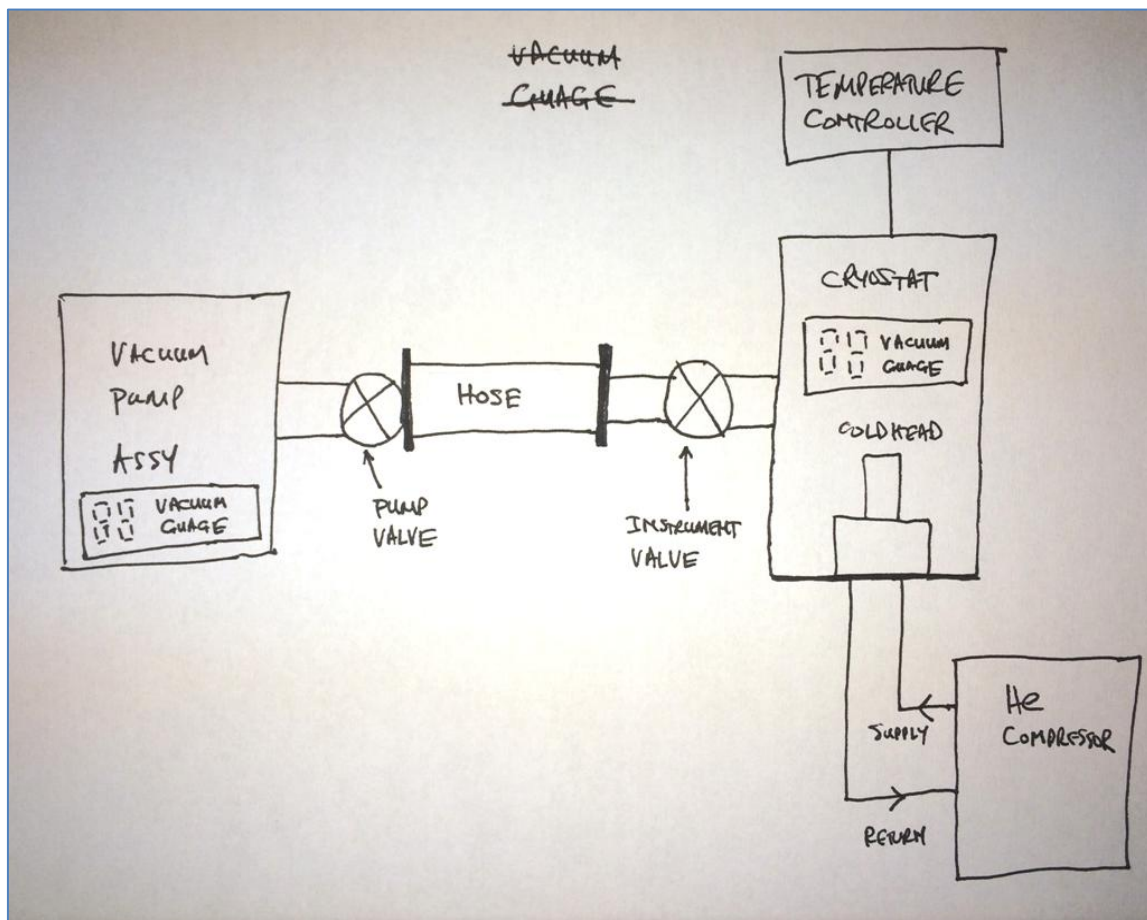 VACUUM
GUAGE
TEMPERATURE
CONTROLLER
CRYOSTAT
VACUUM
GUAGE
COLDHEAD
VACUUM
PUMP
ASSY
VACUUM
GUAGE
HOSE
PUMP
VALVE
INSTRUMENT
VALVE
He
COMPRESSOR
SUPPLY
RETURN